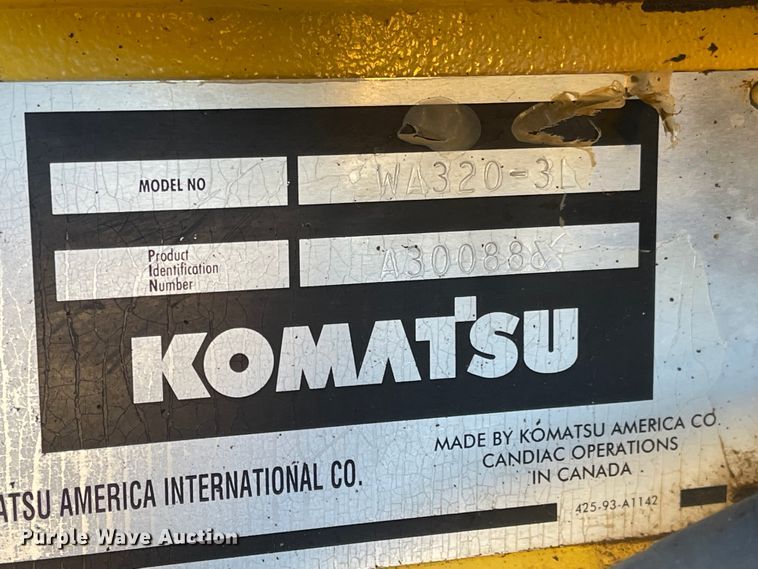 MODEL NO WA320-3L
Product
Identification
Number
KOMATSU
MADE BY KOMATSU AMERICA CO.
CANDIAC OPERATIONS
IN CANADA
ATSU AMERICA INTERNATIONAL CO.
425-93-A1142
Purple Wave Auction